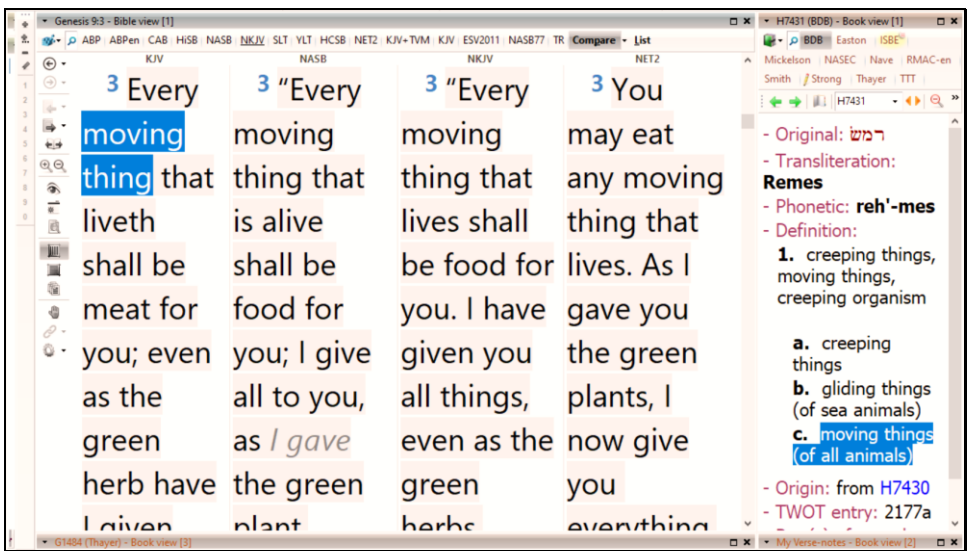 Genesis 9:3 - Bible view [1]
ABP ABPen CAB HiSB NASB NKJV SLT YLT HCSB NET2 KJV+TVM KJV ESV2011 NASB77 TR Compare List
KJV
3 Every
moving
thing that
liveth
shall be
meat for
you; even
as the
green
herb have
I given
NASB
3 “Every
moving
thing that
is alive
shall be
food for
you; I give
all to you,
as I gave
the green
plant
NKJV
3 “Every
moving
thing that
lives shall
be food for
you. I have
given you
all things,
even as the
green
herbs
NET2
3 You
may eat
any moving
thing that
lives. As I
gave you
the green
plants, I
now give
you
everything
G1484 (Thayer) - Book view [3]
H7431 (BDB) - Book view [1]
BDB Easton ISBE
Mickelson NASEC Nave RMAC-en
Smith Strong Thayer TTT
H7431
- Original: רמשׂ
- Transliteration:
Remes
- Phonetic: reh'-mes
- Definition:
1. creeping things,
moving things,
creeping organism
a. creeping
things
b. gliding things
(of sea animals)
c. moving things
(of all animals)
- Origin: from H7430
- TWOT entry: 2177a
My Verse-notes - Book view [2]